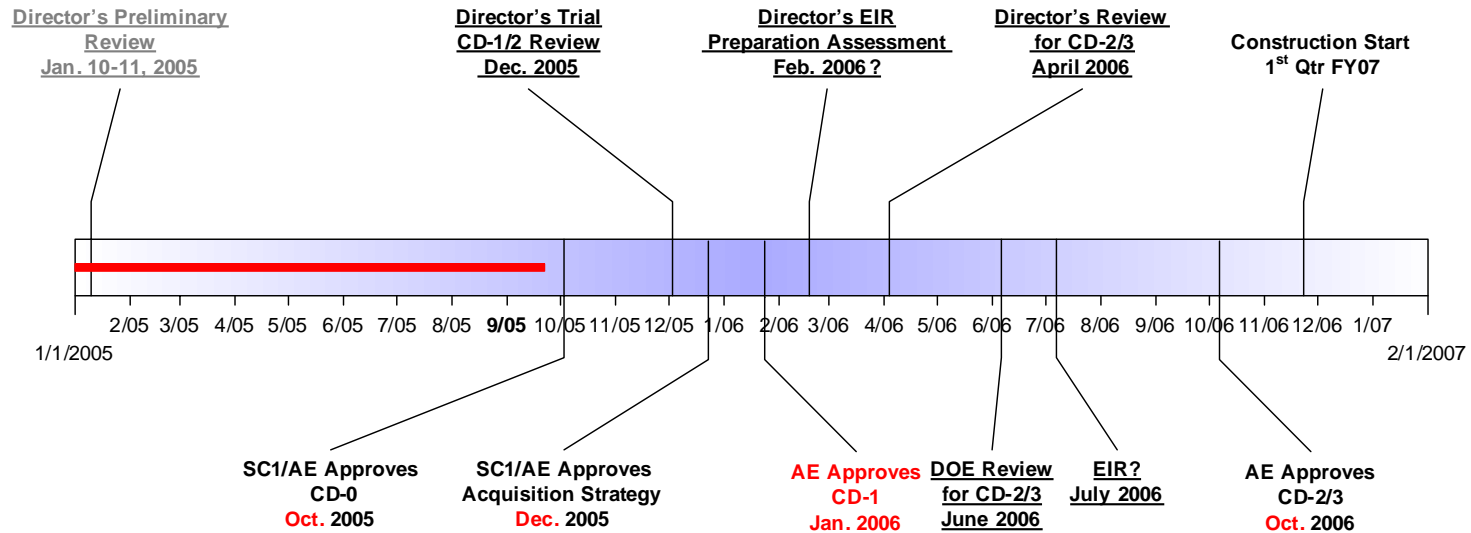 Director’s Preliminary
Review
Jan. 10-11, 2005
Director’s Trial
CD-1/2 Review
Dec. 2005
Director’s EIR
Preparation Assessment
Feb. 2006 ?
Director’s Review
for CD-2/3
April 2006
Construction Start
1st Qtr FY07
2/05 3/05 4/05 5/05 6/05 7/05 8/05 9/05 10/05 11/05 12/05 1/06 2/06 3/06 4/06 5/06 6/06 7/06 8/06 9/06 10/06 11/06 12/06 1/07
1/1/2005 2/1/2007
SC1/AE Approves
CD-0
Oct. 2005
SC1/AE Approves
Acquisition Strategy
Dec. 2005
AE Approves
CD-1
Jan. 2006
DOE Review
for CD-2/3
June 2006
EIR?
July 2006
AE Approves
CD-2/3
Oct. 2006